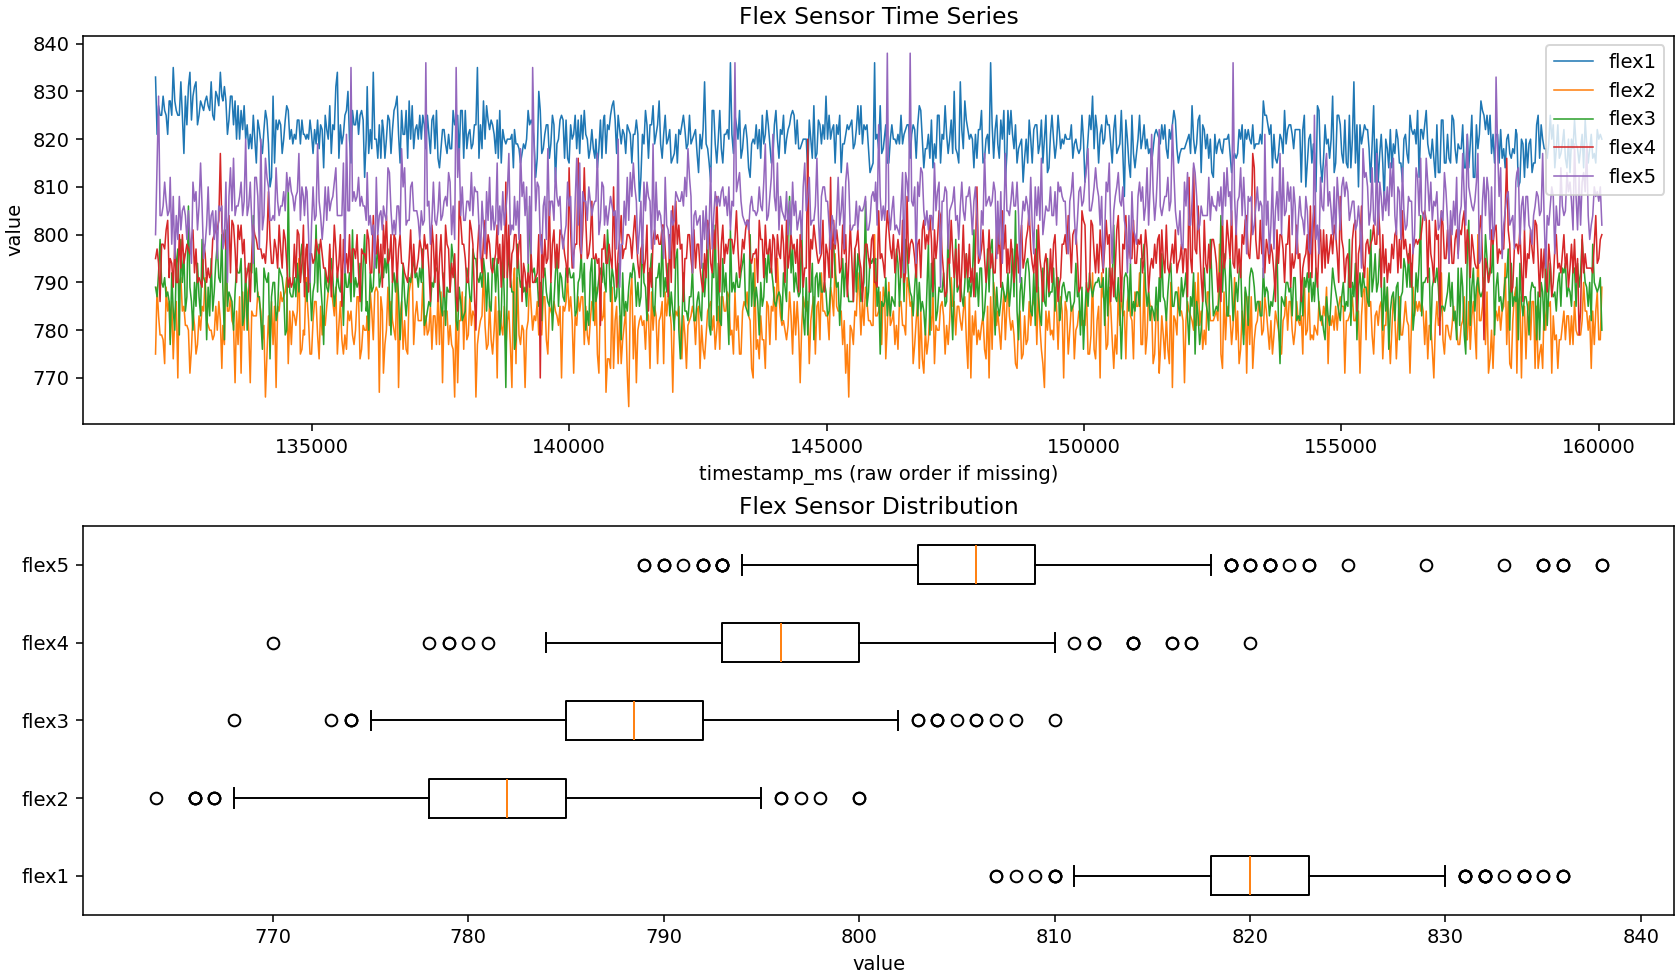 Flex Sensor Time Series
840
830
820
810
800
790
780
770
value
flex1
flex2
flex3
flex4
flex5
135000 140000 145000 150000 155000 160000
timestamp_ms (raw order if missing)
Flex Sensor Distribution
flex5
flex4
flex3
flex2
flex1
770 780 790 800 810 820 830 840
value